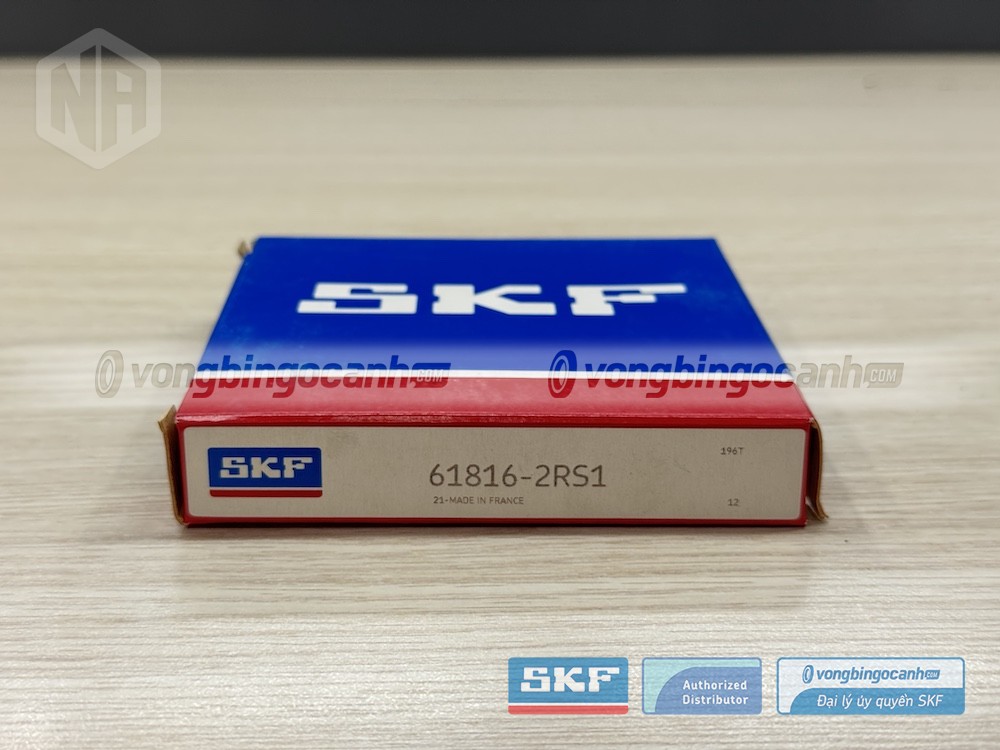 NA
SKF
vongbingocanh.COM
vongbingocanh.COM
SKF
61816-2RS1
21-MADE IN FRANCE
196T
12
SKF
Authorized
Distributor
vongbingocanh.COM
Đại lý ủy quyền SKF